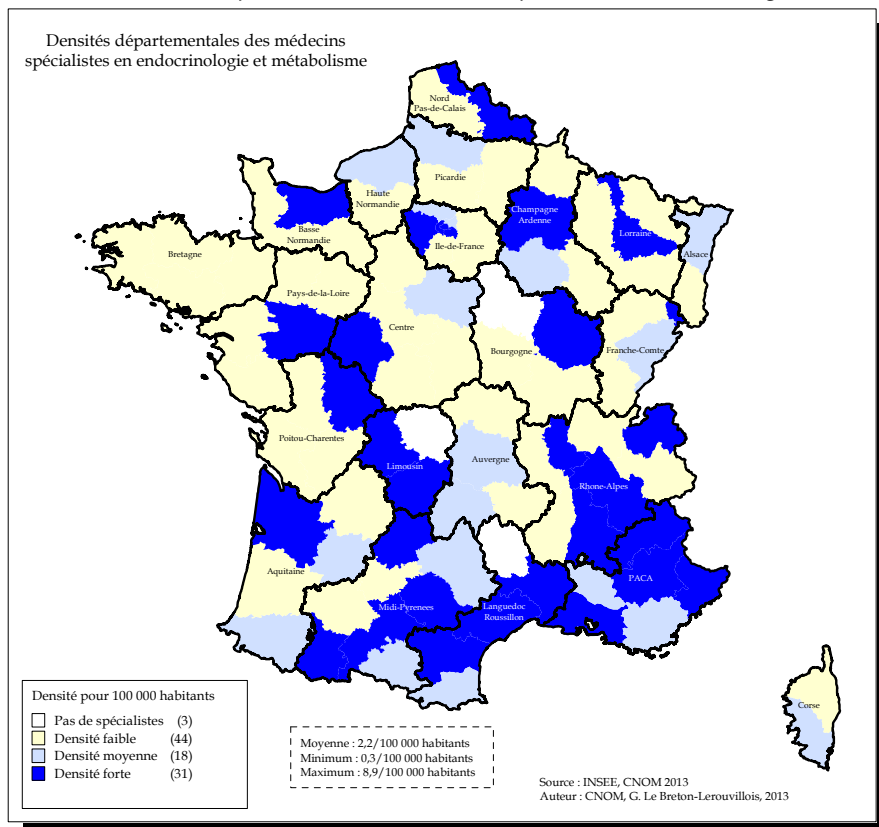 Densités départementales des médecins
spécialistes en endocrinologie et métabolisme
Nord
Pas-de-Calais
Picardie
Haute
Normandie
Basse
Normandie
Champagne
Ardenne
Lorraine
Alsace
Ile-de-France
Bretagne
Pays-de-la-Loire
Centre
Bourgogne
Franche-Comte
Poitou-Charentes
Limousin
Auvergne
Rhone-Alpes
Aquitaine
Midi-Pyrenees
Languedoc
Roussillon
PACA
Corse
Densité pour 100 000 habitants
Pas de spécialistes (3)
Densité faible (44)
Densité moyenne (18)
Densité forte (31)
Moyenne : 2,2/100 000 habitants
Minimum : 0,3/100 000 habitants
Maximum : 8,9/100 000 habitants
Source : INSEE, CNOM 2013
Auteur : CNOM, G. Le Breton-Lerouvillois, 2013